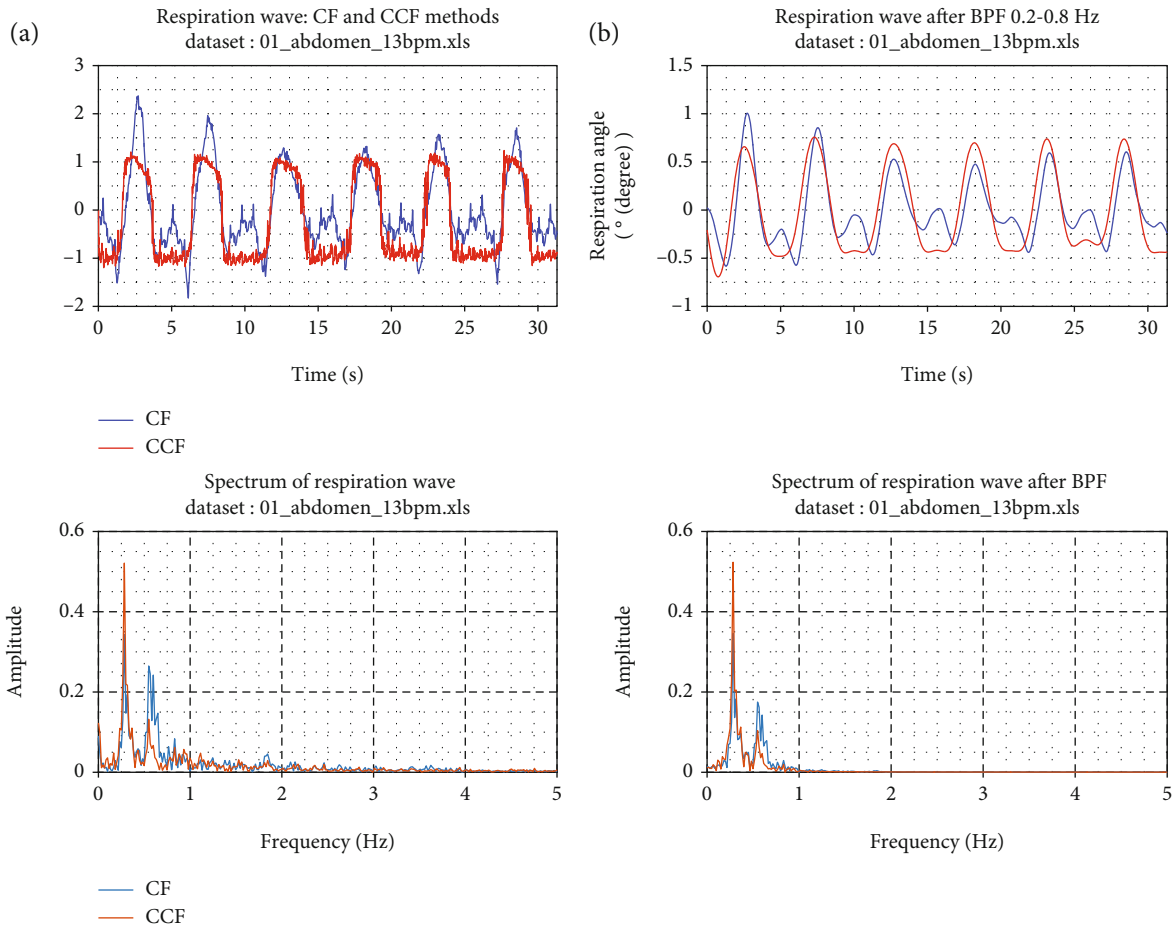 (a)
Respiration wave: CF and CCF methods
dataset : 01_abdomen_13bpm.xls
3
2
1
0
−1
−2
0 5 10 15 20 25 30
Time (s)
CF
CCF
(b)
Respiration wave after BPF 0.2-0.8 Hz
dataset : 01_abdomen_13bpm.xls
Respiration angle
(° (degree))
1.5
1
0.5
0
−0.5
−1
0 5 10 15 20 25 30
Time (s)
Spectrum of respiration wave
dataset : 01_abdomen_13bpm.xls
Amplitude
0.6
0.4
0.2
0
0 1 2 3 4 5
Frequency (Hz)
CF
CCF
Spectrum of respiration wave after BPF
dataset : 01_abdomen_13bpm.xls
Amplitude
0.6
0.4
0.2
0
0 1 2 3 4 5
Frequency (Hz)